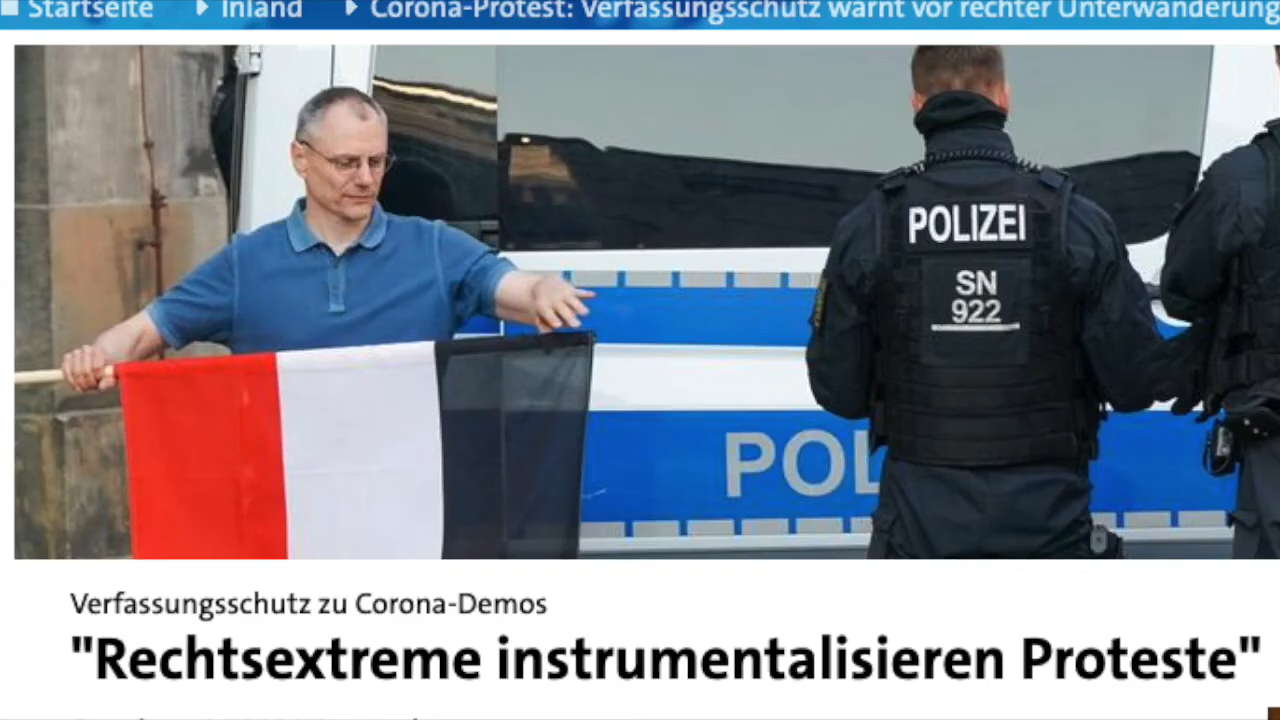 Startseite Inland Corona-Protest: Verfassungsschutz warnt vor rechter Unterwanderung
POLIZEI
SN
922
POL
Verfassungsschutz zu Corona-Demos
"Rechtsextreme instrumentalisieren Proteste"